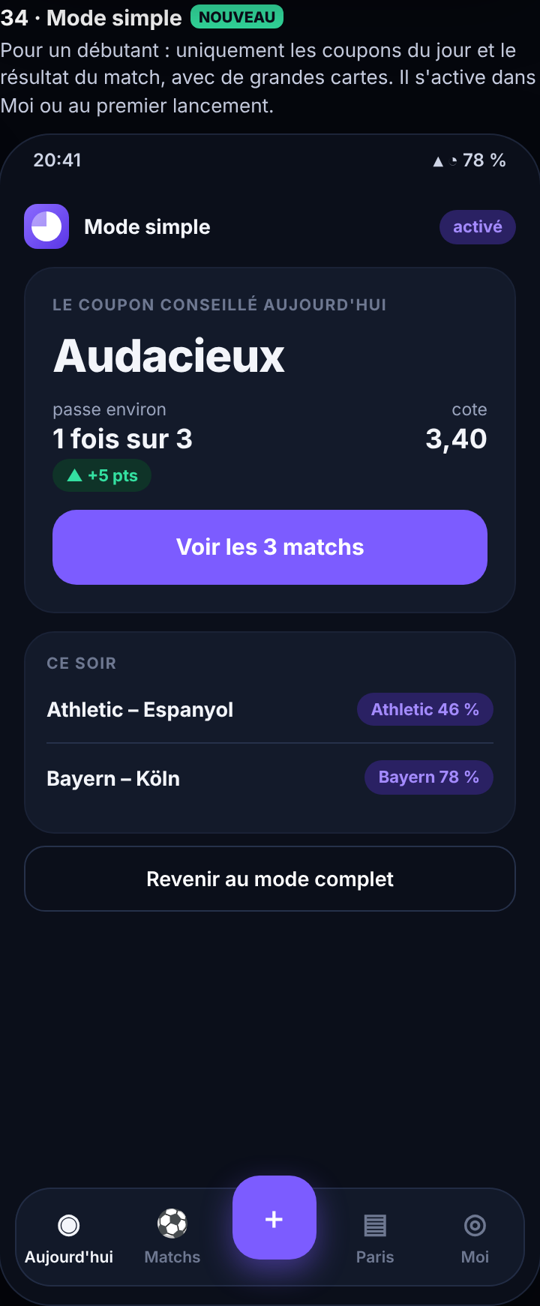 34 · Mode simple NOUVEAU
Pour un débutant : uniquement les coupons du jour et le
résultat du match, avec de grandes cartes. Il s'active dans
Moi ou au premier lancement.
20:41 78 %
Mode simple activé
LE COUPON CONSEILLÉ AUJOURD'HUI
Audacieux
passe environ cote
1 fois sur 3 3,40
▲ +5 pts
Voir les 3 matchs
CE SOIR
Athletic – Espanyol Athletic 46 %
Bayern – Köln Bayern 78 %
Revenir au mode complet
+
Aujourd'hui Matchs Paris Moi